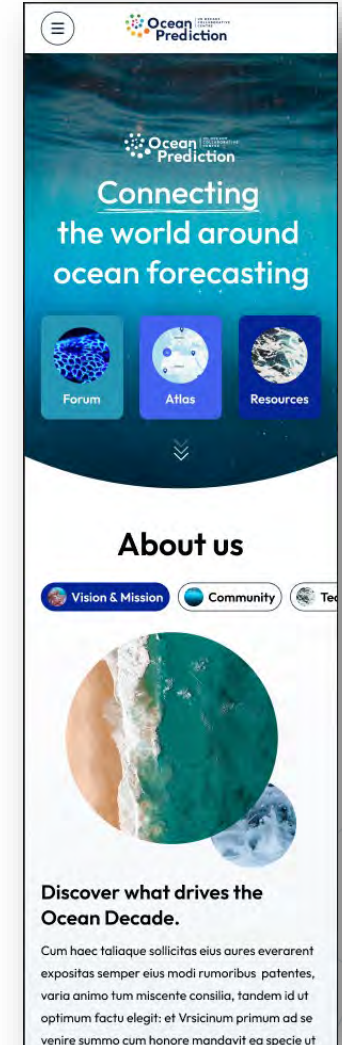 Ocean
Prediction
Ocean
Prediction
Connecting
the world around
ocean forecasting
Forum
Atlas
Resources
About us
Vision & Mission
Community
Discover what drives the
Ocean Decade.
Cum haec taliaque sollicitas eius aures everarent
expositas semper eius modi rumoribus patentes,
varia animo tum miscente consilia, tandem id ut
optimum factu elegit: et Vrsicinum primum ad se
venire summo cum honore mandavit ea specie ut